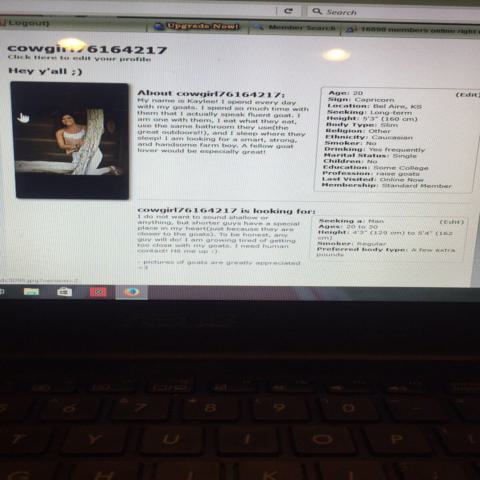 Logout)
Search
Upgrade Now!
Member Search
16890 members online right
cowgirl76164217
Click Here to edit your profile
Hey y'all ;)
About cowgirl76164217:
My name is Kaylee! I spend every day
with my goats. I spend so much time with
them that I actually speak fluent goat. I
am one with them, I eat what they eat,
use the same bathroom they use(the
great outdoors!), and I sleep where they
sleep! I am looking for a smart, strong,
and handsome farm boy. A fellow goat
lover would be especially great!
(Edit)
Age: 20
Sign: Capricorn
Location: Bel Aire, KS
Seeking: Long-term
Height: 5'3" (160 cm)
Body Type: Slim
Religion: Other
Ethnicity: Caucasian
Smoker: No
Drinking: Yes frequently
Marital Status: Single
Children: No
Education: Some College
Profession: raise goats
Last Visited: Online Now
Membership: Standard Member
cowgirl76164217 is looking for:
I do not want to sound shallow or
anything, but shorter guys have a special
place in my heart(just because they are
closer to the goats). To be honest, any
guy will do! I am growing tired of getting
too close with my goats. I need human
contact! Hit me up :)
- pictures of goats are greatly appreciated
<3
(Edit)
Seeking a: Man
Ages: 20 to 30
Height: 4'3" (129 cm) to 5'4" (162
cm)
Smoker: Regular
Preferred body type: A few extra
pounds
6 7 8 9 0 -
T Y U I O P
G H J K L